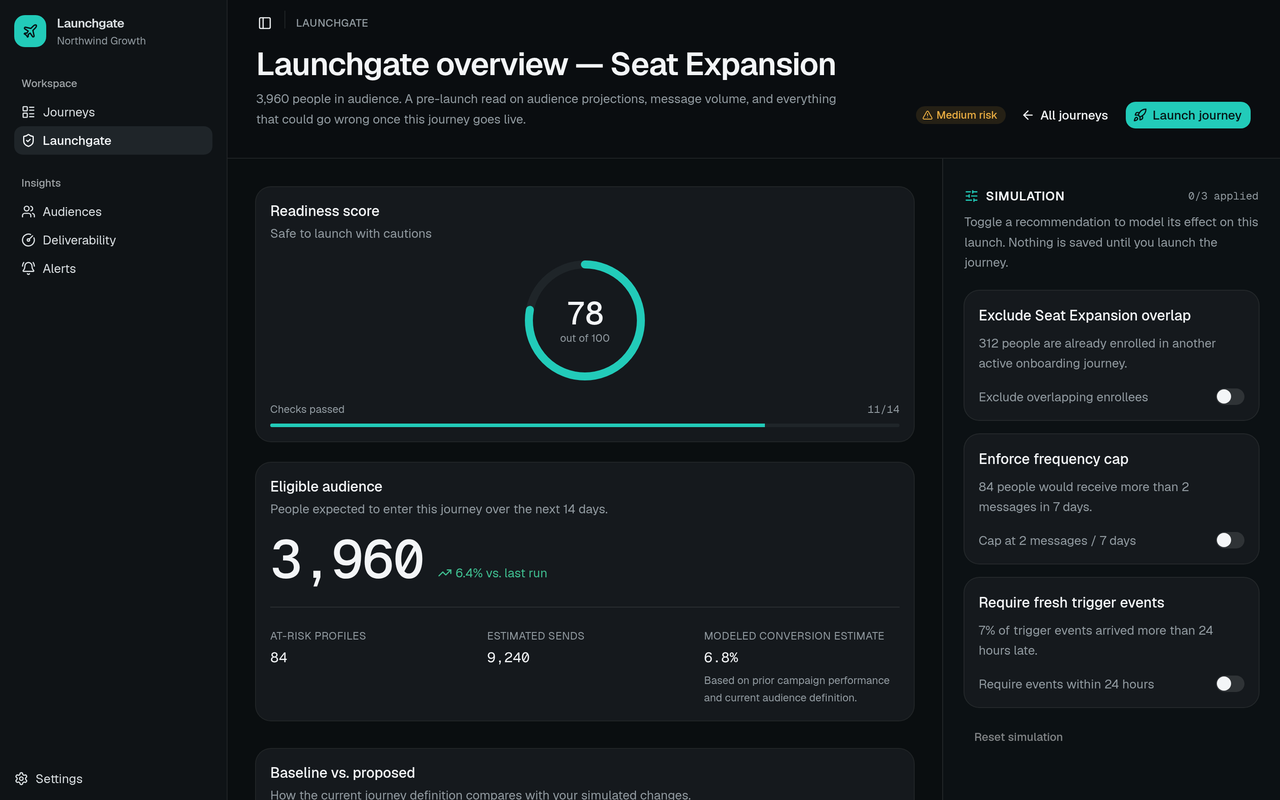 Launchgate
Northwind Growth
Workspace
Journeys
Launchgate
Insights
Audiences
Deliverability
Alerts
Settings
LAUNCHGATE
Launchgate overview — Seat Expansion
3,960 people in audience. A pre-launch read on audience projections, message volume, and everything
that could go wrong once this journey goes live.
Medium risk
All journeys
Launch journey
Readiness score
Safe to launch with cautions
78
out of 100
Checks passed
11/14
Eligible audience
People expected to enter this journey over the next 14 days.
3,960
6.4% vs. last run
AT-RISK PROFILES
84
ESTIMATED SENDS
9,240
MODELED CONVERSION ESTIMATE
6.8%
Based on prior campaign performance
and current audience definition.
Baseline vs. proposed
How the current journey definition compares with your simulated changes.
SIMULATION
0/3 applied
Toggle a recommendation to model its effect on this
launch. Nothing is saved until you launch the
journey.
Exclude Seat Expansion overlap
312 people are already enrolled in another
active onboarding journey.
Exclude overlapping enrollees
Enforce frequency cap
84 people would receive more than 2
messages in 7 days.
Cap at 2 messages / 7 days
Require fresh trigger events
7% of trigger events arrived more than 24
hours late.
Require events within 24 hours
Reset simulation